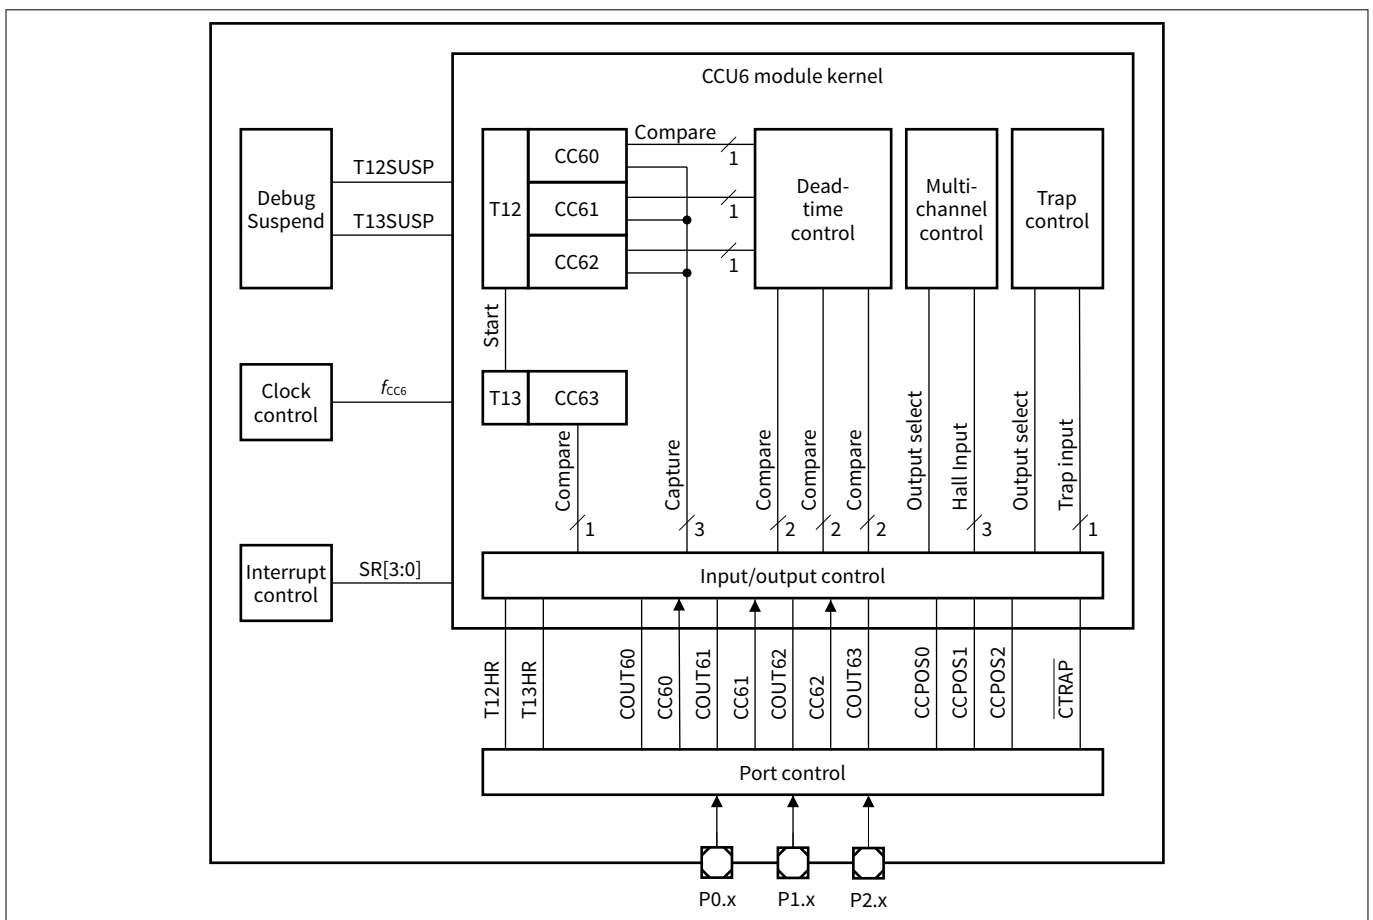 CCU6 module kernel
Debug
Suspend
T12SUSP
T13SUSP
T12
CC60
CC61
CC62
Compare
1
1
1
Dead-
time
control
Multi-
channel
control
Trap
control
Start
Clock
control
fCC6
T13
CC63
Compare
1
Capture
3
Compare
2
Compare
2
Compare
2
Output select
Hall Input
3
Output select
Trap input
1
Interrupt
control
SR[3:0]
Input/output control
T12HR
T13HR
COUT60
CC60
COUT61
CC61
COUT62
CC62
COUT63
CCPOS0
CCPOS1
CCPOS2
CTRAP
Port control
P0.x
P1.x
P2.x